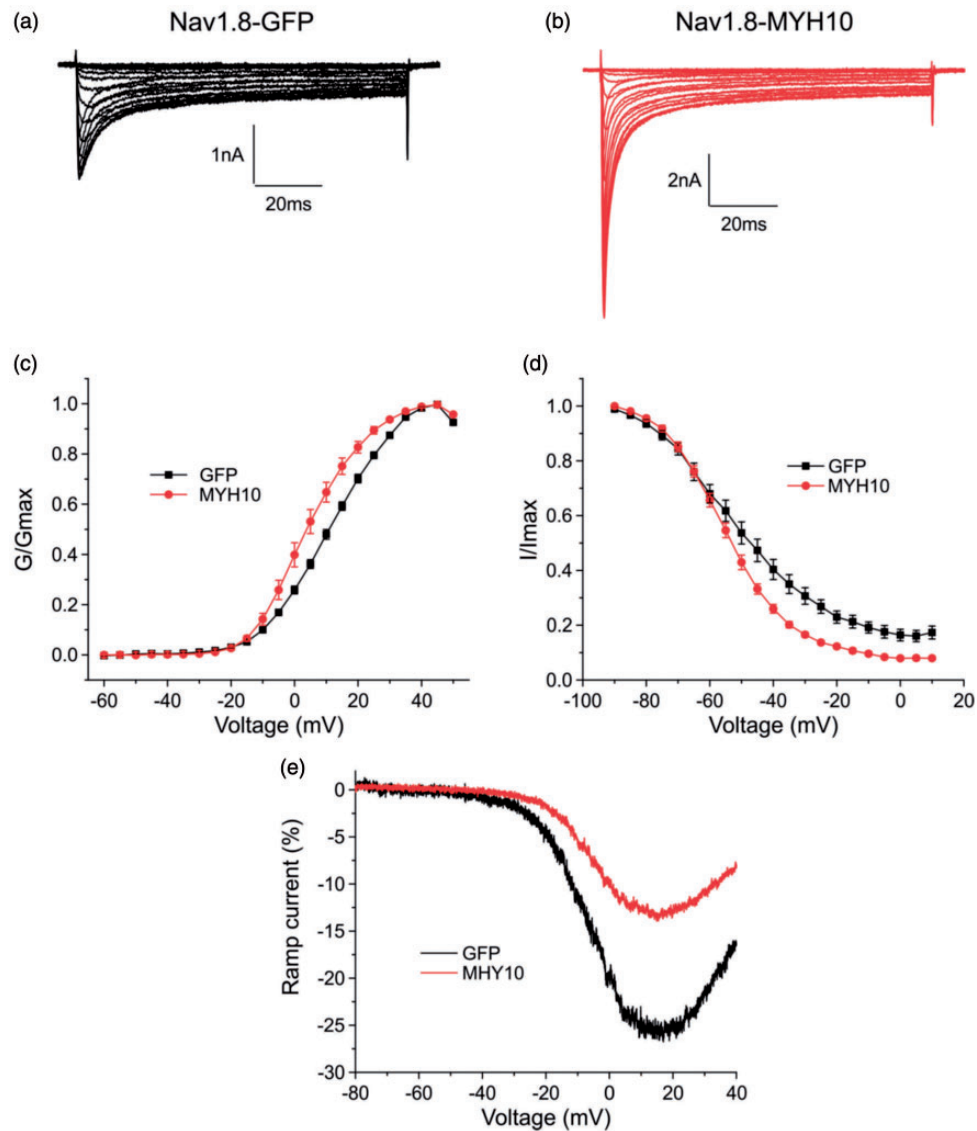 (a) Nav1.8-GFP
(b) Nav1.8-MYH10
1nA
20ms
2nA
20ms
(c)
G/Gmax
1.0
0.8
0.6
0.4
0.2
0.0
GFP
MYH10
-60 -40 -20 0 20 40 60
Voltage (mV)
(d)
I/Imax
1.0
0.8
0.6
0.4
0.2
0.0
GFP
MYH10
-100 -80 -60 -40 -20 0 20
Voltage (mV)
(e)
Ramp current (%)
0
-5
-10
-15
-20
-25
-30
GFP
MHY10
-80 -60 -40 -20 0 20 40
Voltage (mV)